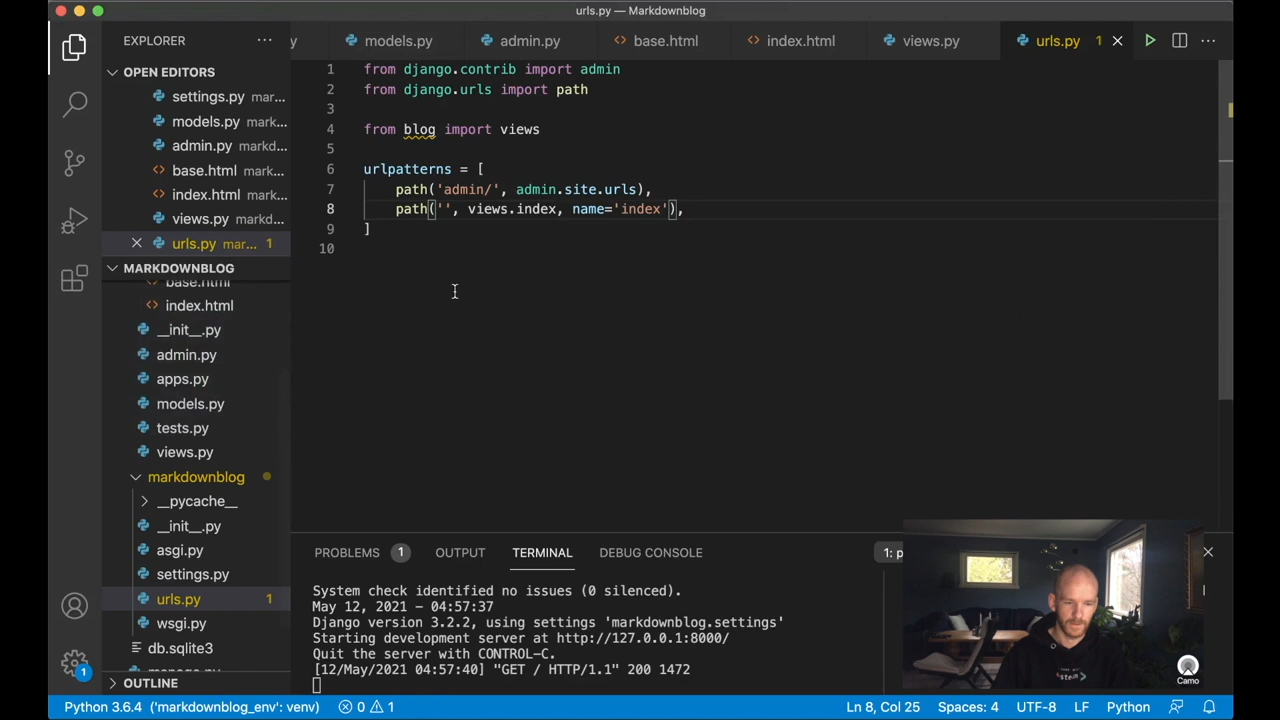 urls.py — Markdownblog
EXPLORER
y
models.py
admin.py
base.html
index.html
views.py
urls.py 1
OPEN EDITORS
settings.py mar...
models.py markd...
admin.py markd...
base.html mark...
index.html mark...
views.py markd...
urls.py mar... 1
MARKDOWNBLOG
base.html
index.html
__init__.py
admin.py
apps.py
models.py
tests.py
views.py
markdownblog
__pycache__
__init__.py
asgi.py
settings.py
urls.py 1
wsgi.py
db.sqlite3
manage.py
OUTLINE
1 from django.contrib import admin
2 from django.urls import path
3
4 from blog import views
5
6 urlpatterns = [
7 path('admin/', admin.site.urls),
8 path('', views.index, name='index'),
9 ]
10
PROBLEMS 1 OUTPUT TERMINAL DEBUG CONSOLE 1: p
System check identified no issues (0 silenced).
May 12, 2021 - 04:57:37
Django version 3.2.2, using settings 'markdownblog.settings'
Starting development server at http://127.0.0.1:8000/
Quit the server with CONTROL-C.
[12/May/2021 04:57:40] "GET / HTTP/1.1" 200 1472
Camo
1
Python 3.6.4 ('markdownblog_env': venv) 0 1 Ln 8, Col 25 Spaces: 4 UTF-8 LF Python